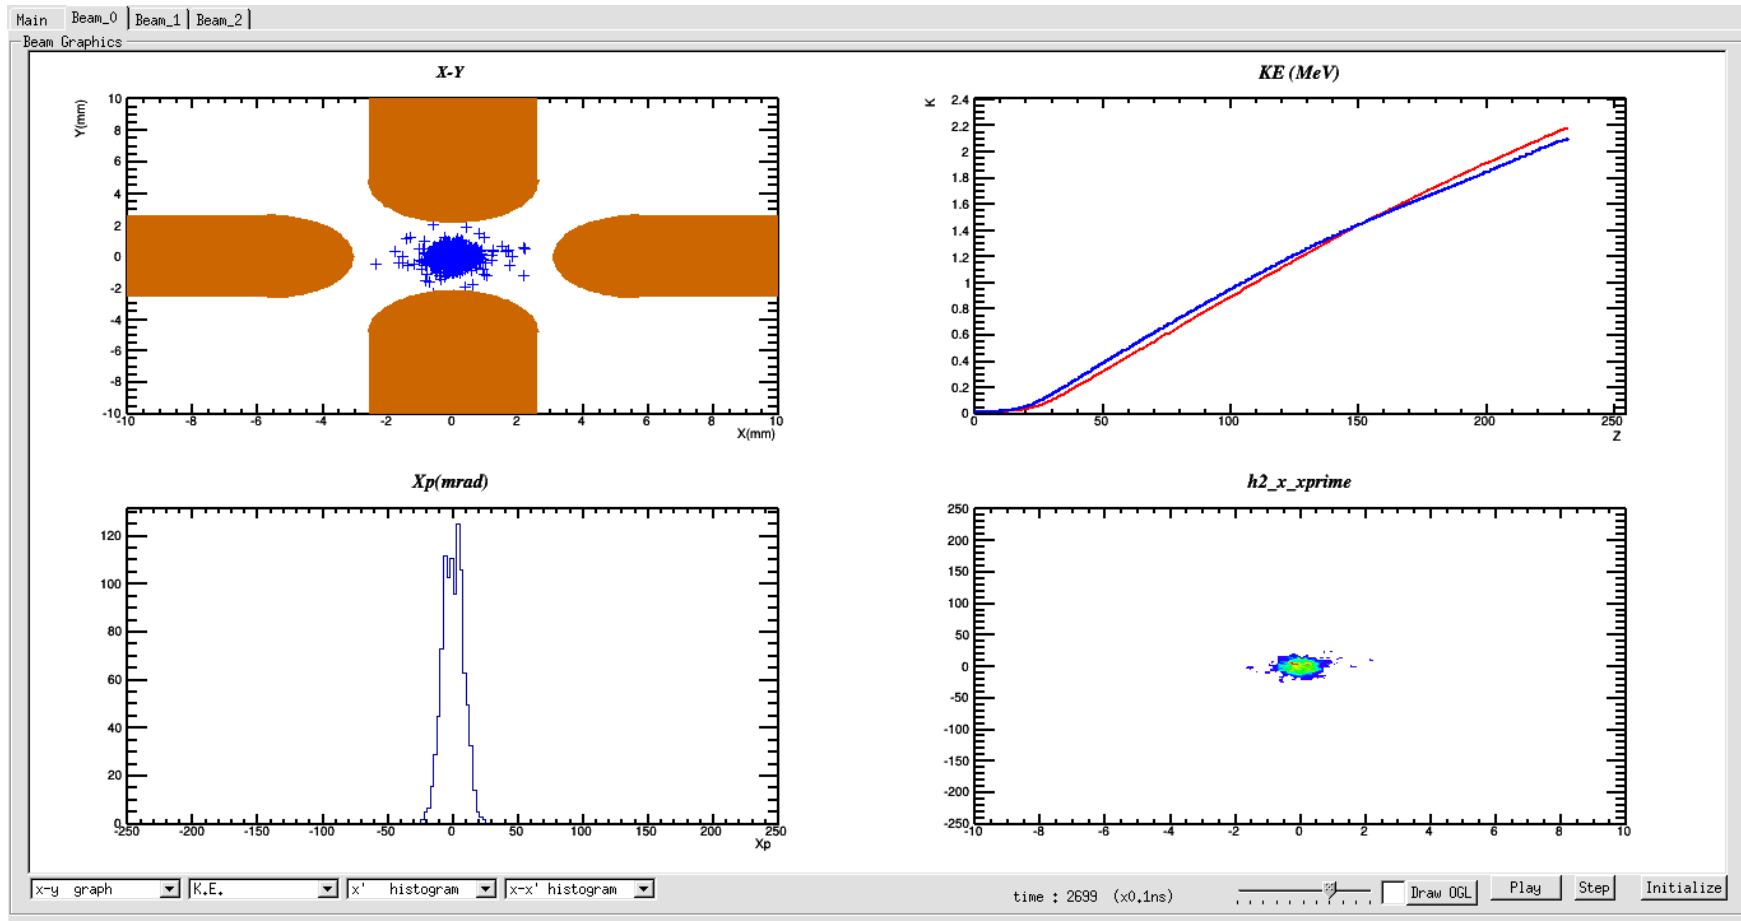 Main Beam_0 Beam_1 Beam_2
Beam Graphics
X-Y
Y(mm)
10
8
6
4
2
0
-2
-4
-6
-8
-10
-10 -8 -6 -4 -2 0 2 4 6 8 10
X(mm)
KE (MeV)
K
2.4
2.2
2
1.8
1.6
1.4
1.2
1
0.8
0.6
0.4
0.2
0
0 50 100 150 200 250
Z
Xp(mrad)
120
100
80
60
40
20
0
-250 -200 -150 -100 -50 0 50 100 150 200 250
Xp
h2_x_xprime
250
200
150
100
50
0
-50
-100
-150
-200
-250
-10 -8 -6 -4 -2 0 2 4 6 8 10
x-y graph K.E. x' histogram x-x' histogram time : 2699 (x0.1ns) Draw OGL Play Step Initialize